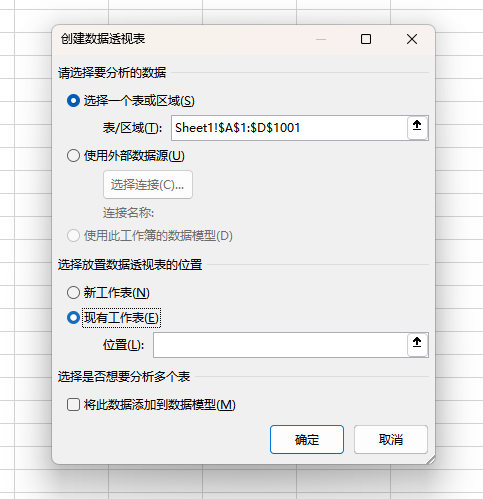 创建数据透视表
请选择要分析的数据
选择一个表或区域(S)
表/区域(T): Sheet1!$A$1:$D$1001
使用外部数据源(U)
选择连接(C)...
连接名称:
使用此工作簿的数据模型(D)
选择放置数据透视表的位置
新工作表(N)
现有工作表(E)
位置(L):
选择是否想要分析多个表
将此数据添加到数据模型(M)
确定 取消